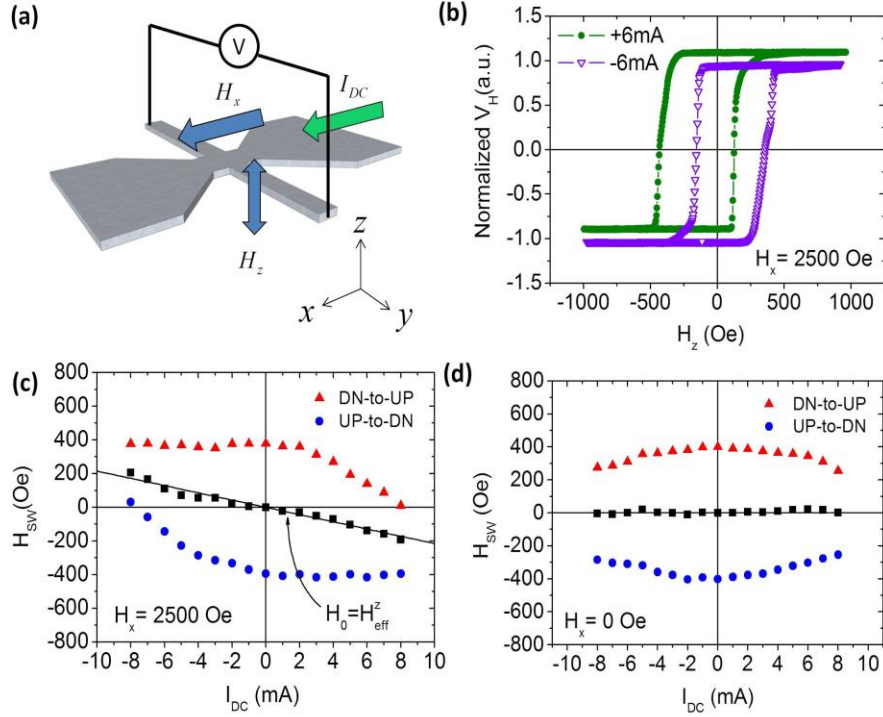 (a)
V
H_x
I_DC
H_z
z
x
y
(b)
+6mA
-6mA
Normalized V_H(a.u.)
1.5
1.0
0.5
0.0
-0.5
-1.0
-1.5
H_x = 2500 Oe
-1000 -500 0 500 1000
H_z (Oe)
(c)
DN-to-UP
UP-to-DN
H_SW(Oe)
800
600
400
200
0
-200
-400
-600
-800
H_x = 2500 Oe
H_0=H^z_eff
-10 -8 -6 -4 -2 0 2 4 6 8 10
I_DC (mA)
(d)
DN-to-UP
UP-to-DN
H_SW (Oe)
800
600
400
200
0
-200
-400
-600
-800
H_x = 0 Oe
-10 -8 -6 -4 -2 0 2 4 6 8 10
I_DC (mA)